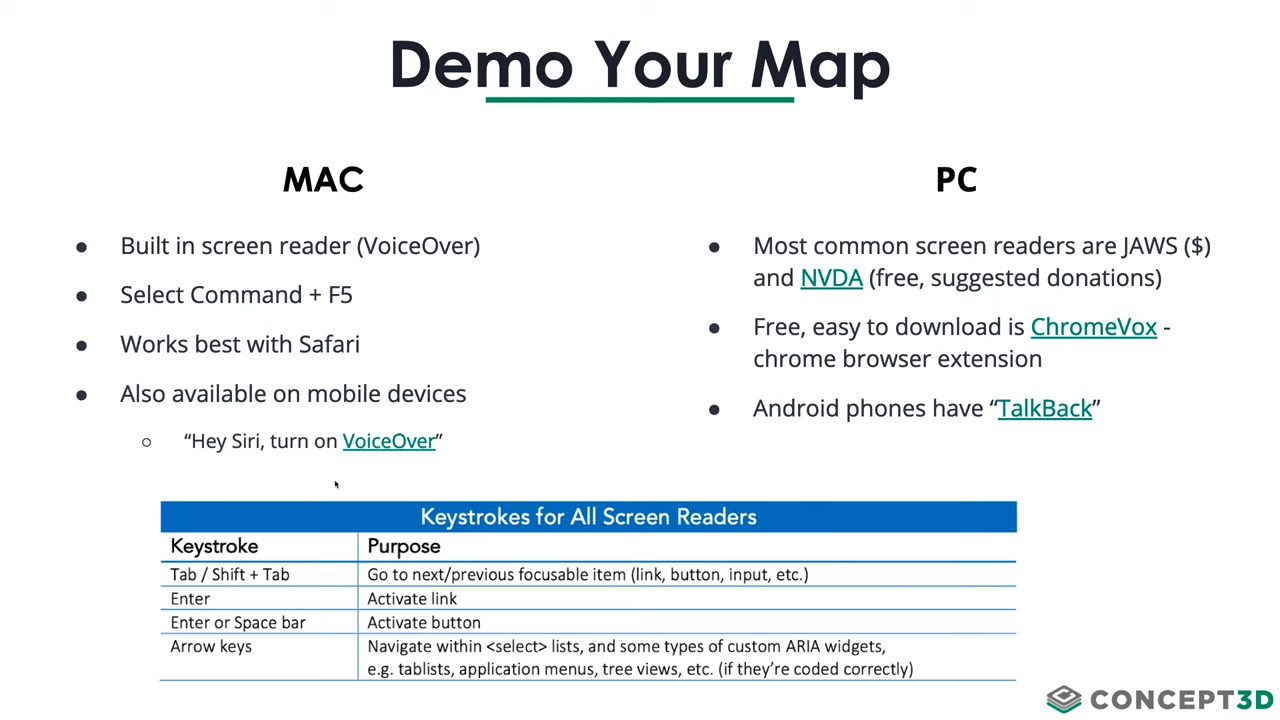 Demo Your Map
MAC
● Built in screen reader (VoiceOver)
● Select Command + F5
● Works best with Safari
● Also available on mobile devices
○ “Hey Siri, turn on VoiceOver”
PC
● Most common screen readers are JAWS ($)
and NVDA (free, suggested donations)
● Free, easy to download is ChromeVox -
chrome browser extension
● Android phones have “TalkBack”
Keystrokes for All Screen Readers
Keystroke Purpose
Tab / Shift + Tab Go to next/previous focusable item (link, button, input, etc.)
Enter Activate link
Enter or Space bar Activate button
Arrow keys Navigate within <select> lists, and some types of custom ARIA widgets,
e.g. tablists, application menus, tree views, etc. (if they’re coded correctly)
CONCEPT3D